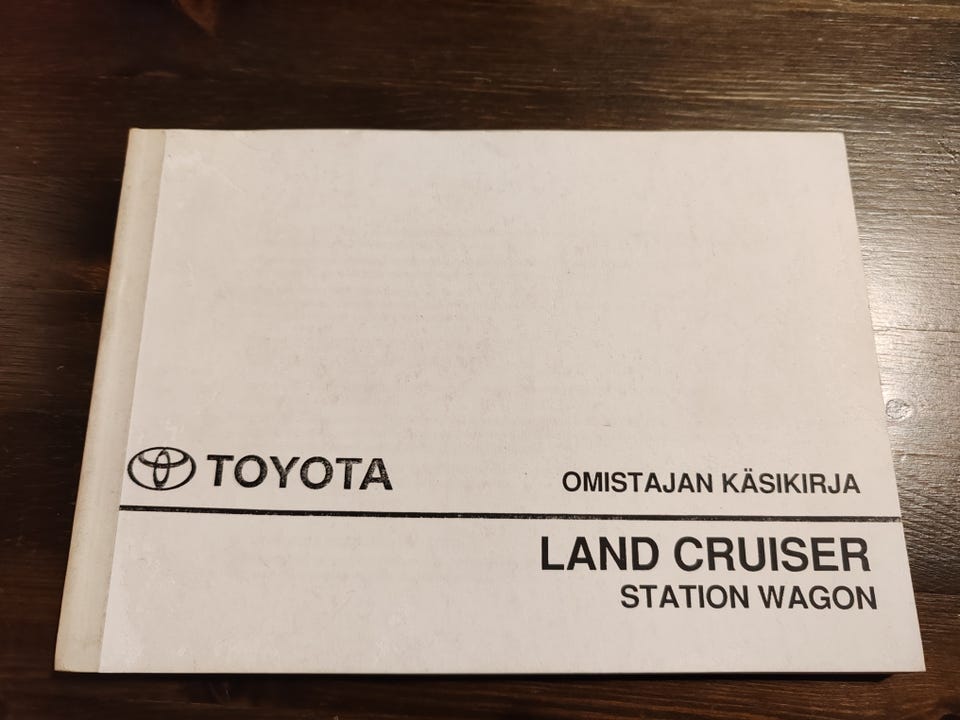 TOYOTA
OMISTAJAN KÄSIKIRJA
LAND CRUISER
STATION WAGON